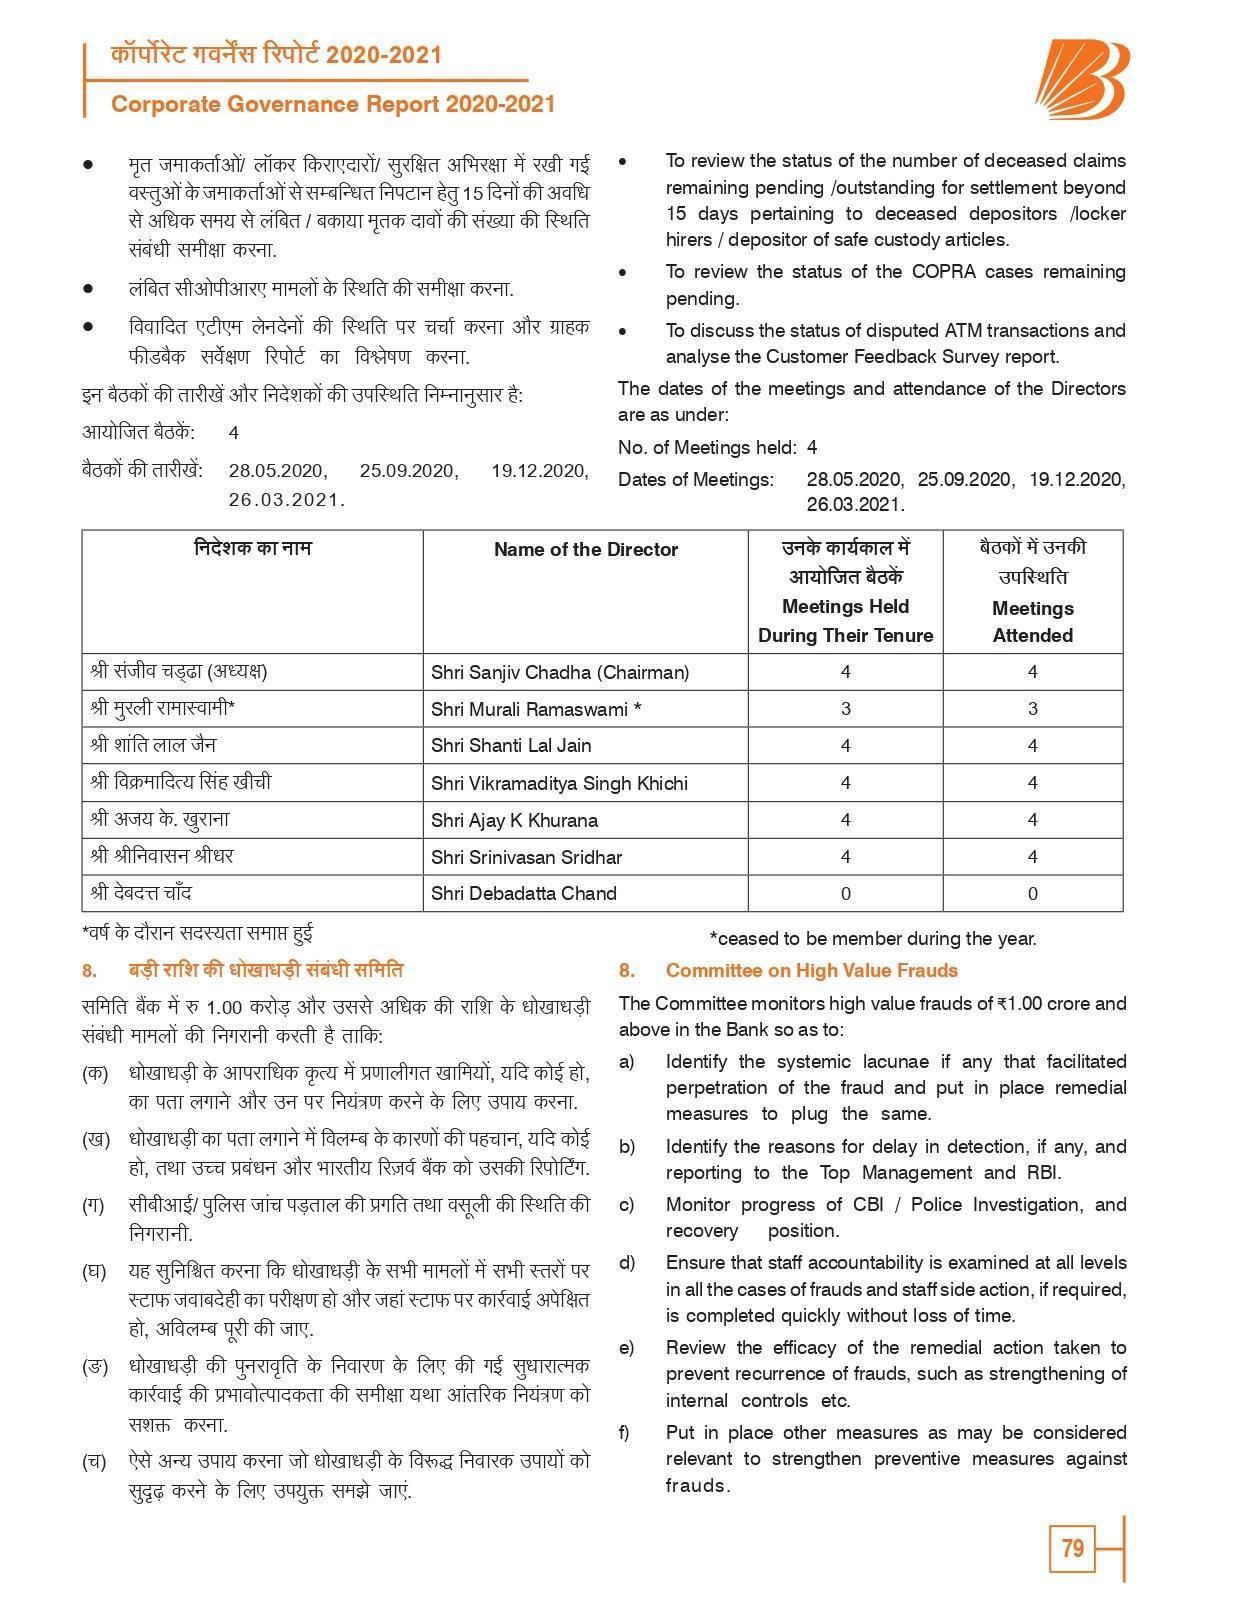 कॉर्पोरेट गवर्नेंस रिपोर्ट 2020-2021
Corporate Governance Report 2020-2021
● मृत जमाकर्ताओं/ लॉकर किराएदारों/ सुरक्षित अभिरक्षा में रखी गई
वस्तुओं के जमाकर्ताओं से सम्बन्धित निपटान हेतु 15 दिनों की अवधि
से अधिक समय से लंबित / बकाया मृतक दावों की संख्या की स्थिति
संबंधी समीक्षा करना.
● लंबित सीओपीआरए मामलों के स्थिति की समीक्षा करना.
● विवादित एटीएम लेनदेनों की स्थिति पर चर्चा करना और ग्राहक
फीडबैक सर्वेक्षण रिपोर्ट का विश्लेषण करना.
इन बैठकों की तारीखें और निदेशकों की उपस्थिति निम्नानुसार है:
आयोजित बैठकें: 4
बैठकों की तारीखें: 28.05.2020, 25.09.2020, 19.12.2020,
26.03.2021.
• To review the status of the number of deceased claims
remaining pending /outstanding for settlement beyond
15 days pertaining to deceased depositors /locker
hirers / depositor of safe custody articles.
• To review the status of the COPRA cases remaining
pending.
• To discuss the status of disputed ATM transactions and
analyse the Customer Feedback Survey report.
The dates of the meetings and attendance of the Directors
are as under:
No. of Meetings held: 4
Dates of Meetings: 28.05.2020, 25.09.2020, 19.12.2020,
26.03.2021.
निदेशक का नाम Name of the Director उनके कार्यकाल में बैठकों में उनकी
आयोजित बैठकें उपस्थिति
Meetings Held Meetings
During Their Tenure Attended
श्री संजीव चड्ढा (अध्यक्ष) Shri Sanjiv Chadha (Chairman) 4 4
श्री मुरली रामास्वामी* Shri Murali Ramaswami * 3 3
श्री शांति लाल जैन Shri Shanti Lal Jain 4 4
श्री विक्रमादित्य सिंह खीची Shri Vikramaditya Singh Khichi 4 4
श्री अजय के. खुराना Shri Ajay K Khurana 4 4
श्री श्रीनिवासन श्रीधर Shri Srinivasan Sridhar 4 4
श्री देबदत्त चाँद Shri Debadatta Chand 0 0
*वर्ष के दौरान सदस्यता समाप्त हुई
*ceased to be member during the year.
8. बड़ी राशि की धोखाधड़ी संबंधी समिति
समिति बैंक में रु 1.00 करोड़ और उससे अधिक की राशि के धोखाधड़ी
संबंधी मामलों की निगरानी करती है ताकि:
(क) धोखाधड़ी के आपराधिक कृत्य में प्रणालीगत खामियों, यदि कोई हो,
का पता लगाने और उन पर नियंत्रण करने के लिए उपाय करना.
(ख) धोखाधड़ी का पता लगाने में विलम्ब के कारणों की पहचान, यदि कोई
हो, तथा उच्च प्रबंधन और भारतीय रिज़र्व बैंक को उसकी रिपोर्टिंग.
(ग) सीबीआई/ पुलिस जांच पड़ताल की प्रगति तथा वसूली की स्थिति की
निगरानी.
(घ) यह सुनिश्चित करना कि धोखाधड़ी के सभी मामलों में सभी स्तरों पर
स्टाफ जवाबदेही का परीक्षण हो और जहां स्टाफ पर कार्रवाई अपेक्षित
हो, अविलम्ब पूरी की जाए.
(ङ) धोखाधड़ी की पुनरावृति के निवारण के लिए की गई सुधारात्मक
कार्रवाई की प्रभावोत्पादकता की समीक्षा यथा आंतरिक नियंत्रण को
सशक्त करना.
(च) ऐसे अन्य उपाय करना जो धोखाधड़ी के विरूद्ध निवारक उपायों को
सुदृढ़ करने के लिए उपयुक्त समझे जाएं.
8. Committee on High Value Frauds
The Committee monitors high value frauds of ₹1.00 crore and
above in the Bank so as to:
a) Identify the systemic lacunae if any that facilitated
perpetration of the fraud and put in place remedial
measures to plug the same.
b) Identify the reasons for delay in detection, if any, and
reporting to the Top Management and RBI.
c) Monitor progress of CBI / Police Investigation, and
recovery position.
d) Ensure that staff accountability is examined at all levels
in all the cases of frauds and staff side action, if required,
is completed quickly without loss of time.
e) Review the efficacy of the remedial action taken to
prevent recurrence of frauds, such as strengthening of
internal controls etc.
f) Put in place other measures as may be considered
relevant to strengthen preventive measures against
frauds.
79